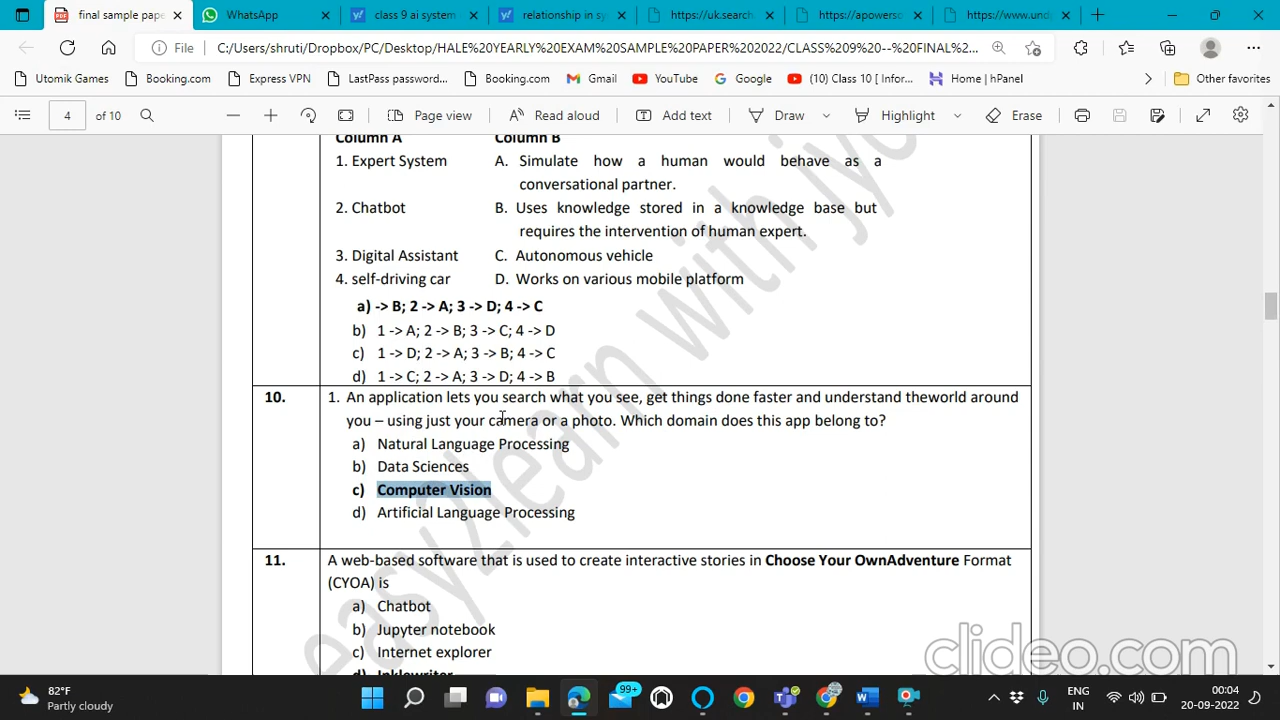 final sample pape
WhatsApp
class 9 ai system
relationship in sy
https://uk.search
https://apowerso
https://www.und
File
C:/Users/shruti/Dropbox/PC/Desktop/HALE%20YEARLY%20EXAM%20SAMPLE%20PAPER%202022/CLASS%209%20--%20FINAL%...
Utomik Games
Booking.com
Express VPN
LastPass password...
Booking.com
Gmail
YouTube
Google
(10) Class 10 [ Infor...
Home | hPanel
Other favorites
4 of 10
Page view
Read aloud
Add text
Draw
Highlight
Erase
Column A Column B
1. Expert System A. Simulate how a human would behave as a
conversational partner.
2. Chatbot B. Uses knowledge stored in a knowledge base but
requires the intervention of human expert.
3. Digital Assistant C. Autonomous vehicle
4. self-driving car D. Works on various mobile platform
a) -> B; 2 -> A; 3 -> D; 4 -> C
b) 1 -> A; 2 -> B; 3 -> C; 4 -> D
c) 1 -> D; 2 -> A; 3 -> B; 4 -> C
d) 1 -> C; 2 -> A; 3 -> D; 4 -> B
10. 1. An application lets you search what you see, get things done faster and understand theworld around
you – using just your camera or a photo. Which domain does this app belong to?
a) Natural Language Processing
b) Data Sciences
c) Computer Vision
d) Artificial Language Processing
11. A web-based software that is used to create interactive stories in Choose Your OwnAdventure Format
(CYOA) is
a) Chatbot
b) Jupyter notebook
c) Internet explorer
d) Inklewriter
easy2learn with jyo
clideo.com
82°F
Partly cloudy
99+
ENG
IN
00:04
20-09-2022